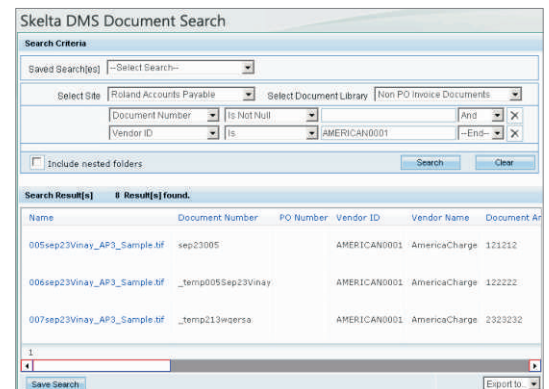 Skelta DMS Document Search
Search Criteria
Saved Search[es] --Select Search--
Select Site Roland Accounts Payable Select Document Library Non PO Invoice Documents
Document Number Is Not Null And
Vendor ID Is AMERICAN0001 --End--
Include nested folders Search Clear
Search Result[s] 8 Result[s] found.
Name Document Number PO Number Vendor ID Vendor Name Document Am
005sep23Vinay_AP3_Sample.tif sep23005 AMERICAN0001 AmericaCharge 121212
006sep23Vinay_AP3_Sample.tif _temp005Sep23Vinay AMERICAN0001 AmericaCharge 122222
007sep23Vinay_AP3_Sample.tif _temp213wqersa AMERICAN0001 AmericaCharge 2323232
1
Save Search Export to..